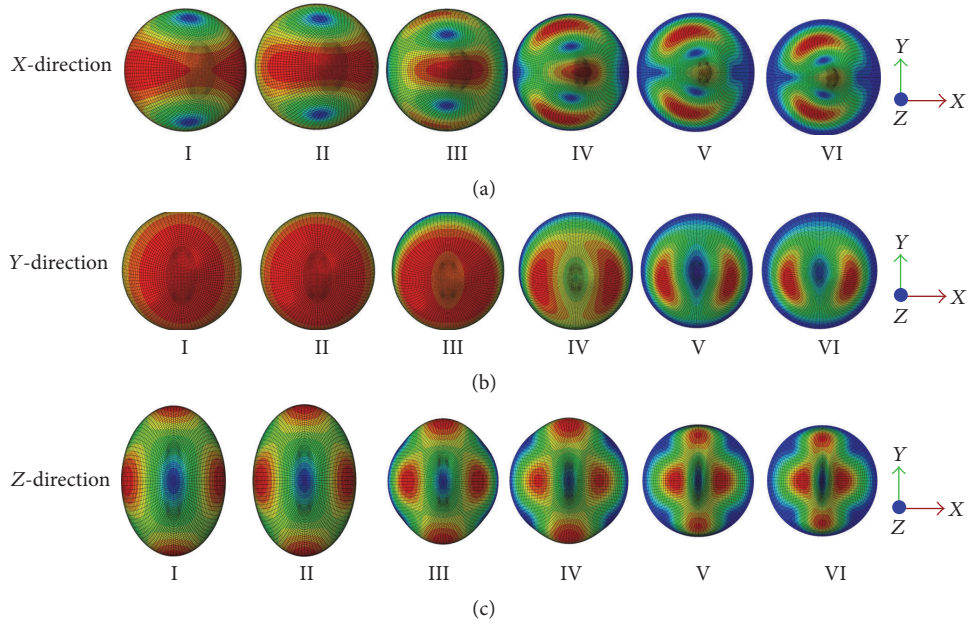 X-direction
Y
X
Z
I II III IV V VI
(a)
Y-direction
Y
X
Z
I II III IV V VI
(b)
Z-direction
Y
X
Z
I II III IV V VI
(c)